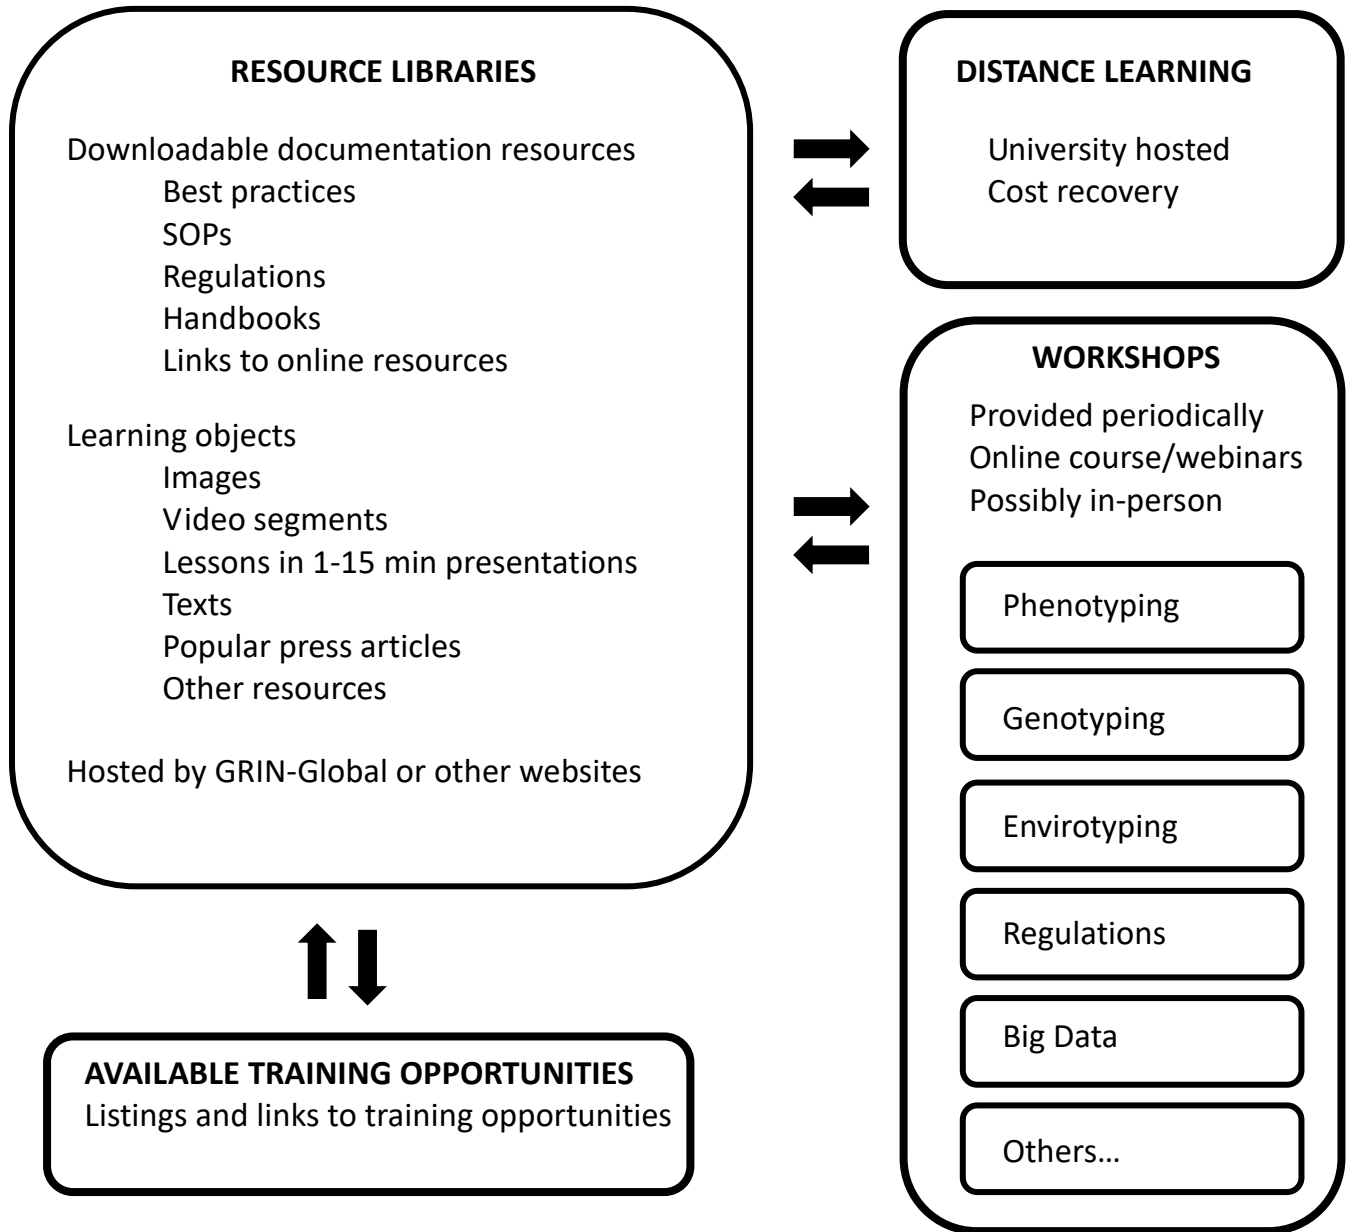 RESOURCE LIBRARIES
Downloadable documentation resources
Best practices
SOPs
Regulations
Handbooks
Links to online resources
Learning objects
Images
Video segments
Lessons in 1-15 min presentations
Texts
Popular press articles
Other resources
Hosted by GRIN-Global or other websites
DISTANCE LEARNING
University hosted
Cost recovery
WORKSHOPS
Provided periodically
Online course/webinars
Possibly in-person
Phenotyping
Genotyping
Envirotyping
Regulations
Big Data
Others...
AVAILABLE TRAINING OPPORTUNITIES
Listings and links to training opportunities